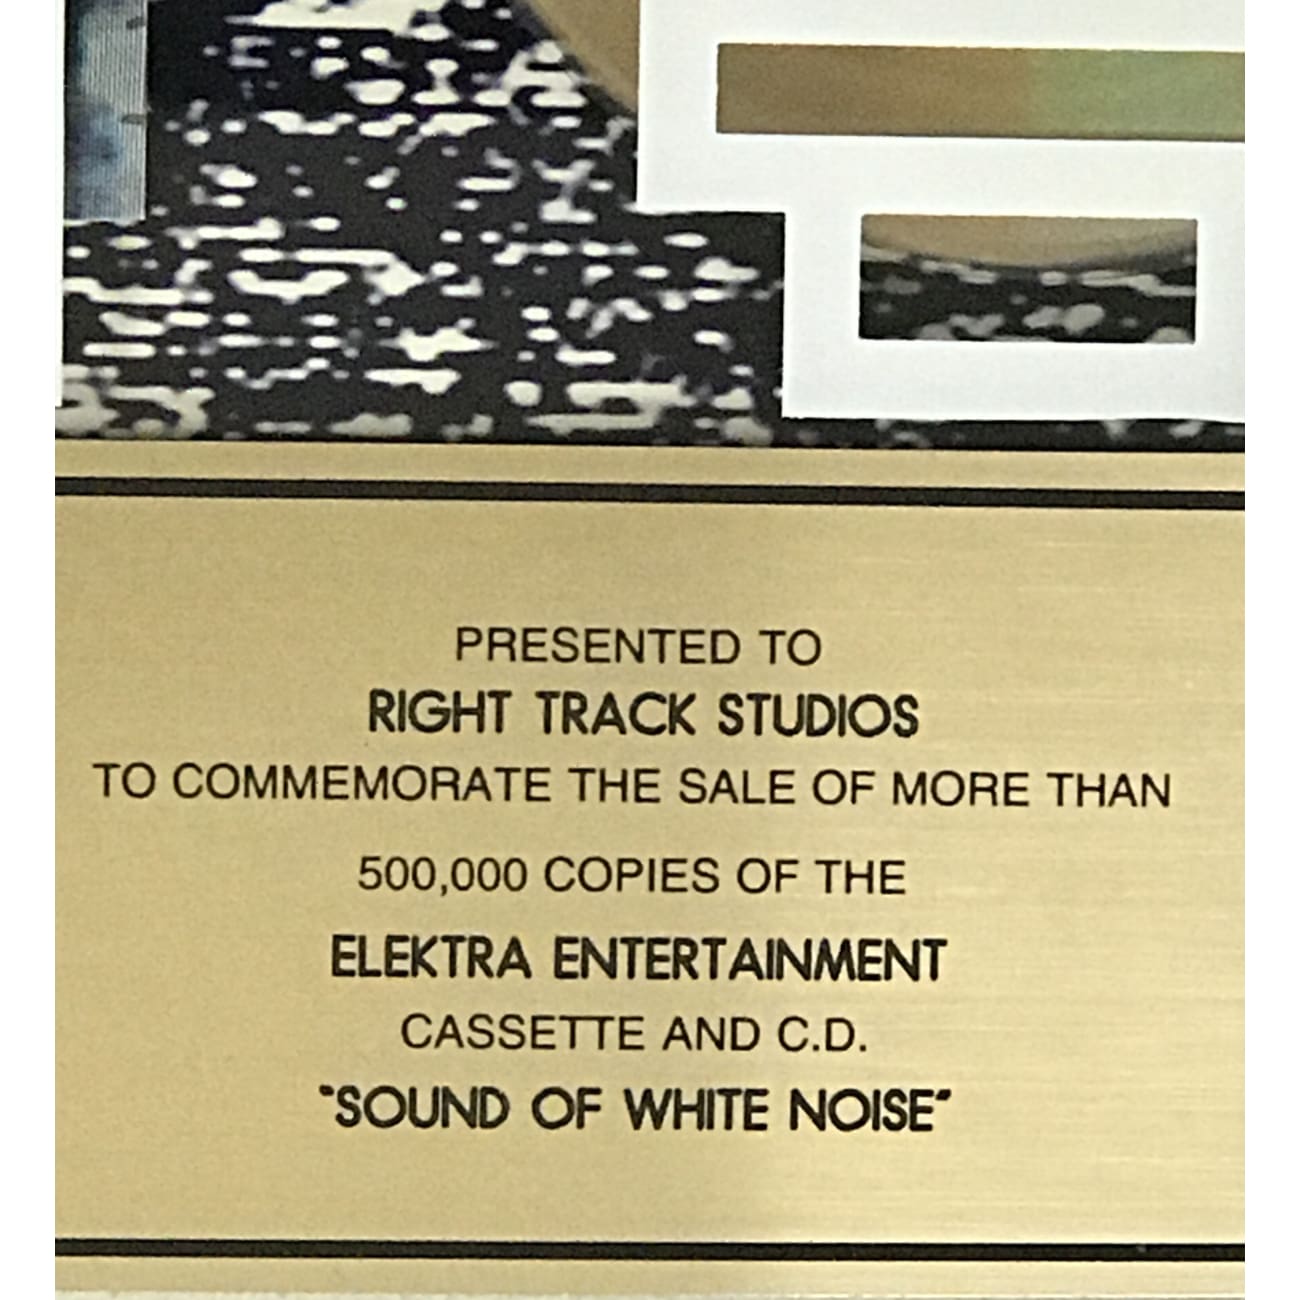 PRESENTED TO
RIGHT TRACK STUDIOS
TO COMMEMORATE THE SALE OF MORE THAN
500,000 COPIES OF THE
ELEKTRA ENTERTAINMENT
CASSETTE AND C.D.
"SOUND OF WHITE NOISE"